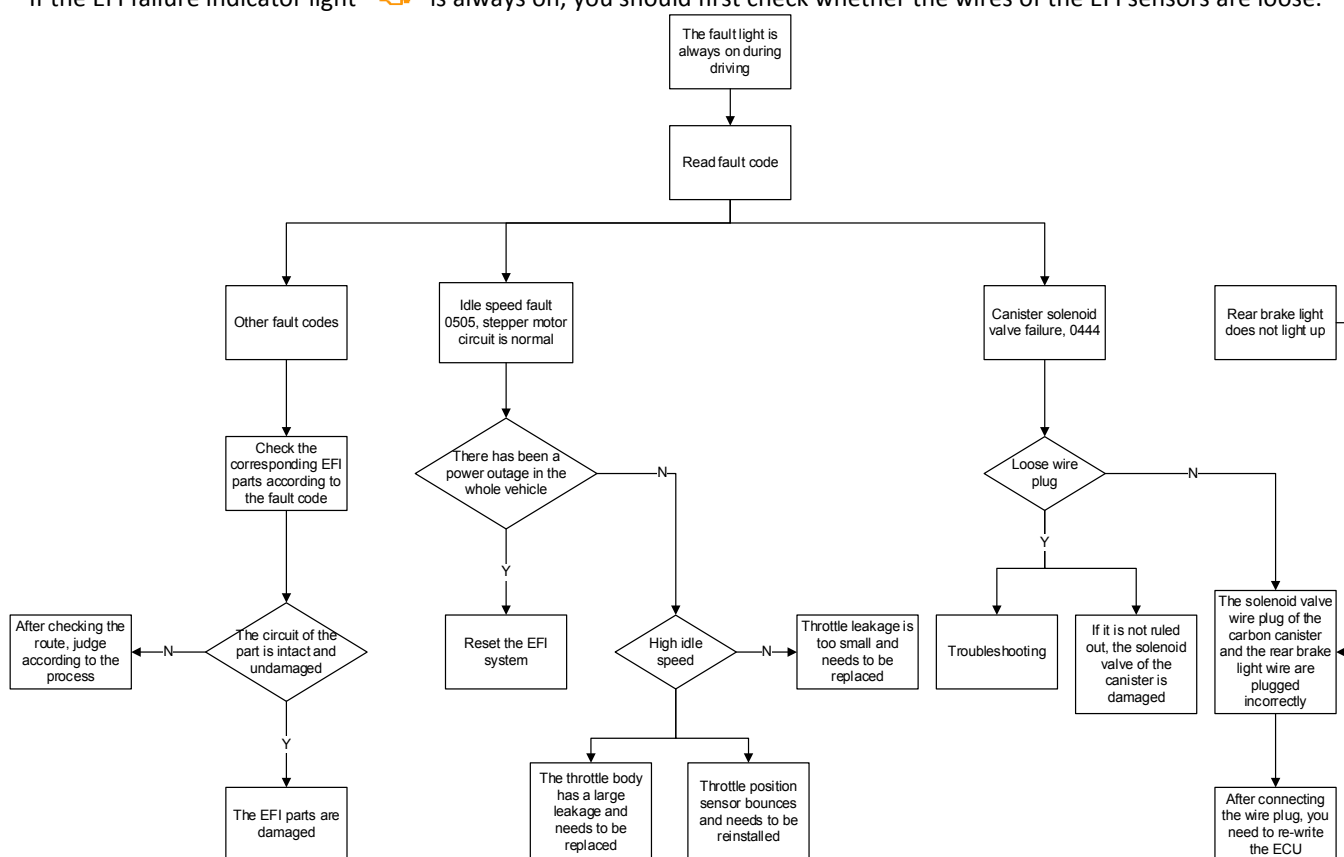 If the EFI failure indicator light " " is always on, you should first check whether the wires of the EFI sensors are loose.
The fault light is
always on during
driving
Read fault code
Other fault codes
Idle speed fault
0505, stepper motor
circuit is normal
Canister solenoid
valve failure, 0444
Rear brake light
does not light up
Check the
corresponding EFI
parts according to
the fault code
There has been a
power outage in the
whole vehicle
N
Loose wire
plug
N
Y
Y
After checking the
route, judge
according to the
process
N
The circuit of the
part is intact and
undamaged
Reset the EFI
system
High idle
speed
N
Throttle leakage is
too small and
needs to be
replaced
Troubleshooting
If it is not ruled
out, the solenoid
valve of the
canister is
damaged
The solenoid valve
wire plug of the
carbon canister
and the rear brake
light wire are
plugged
incorrectly
Y
The EFI parts are
damaged
The throttle body
has a large
leakage and
needs to be
replaced
Throttle position
sensor bounces
and needs to be
reinstalled
After connecting
the wire plug, you
need to re-write
the ECU